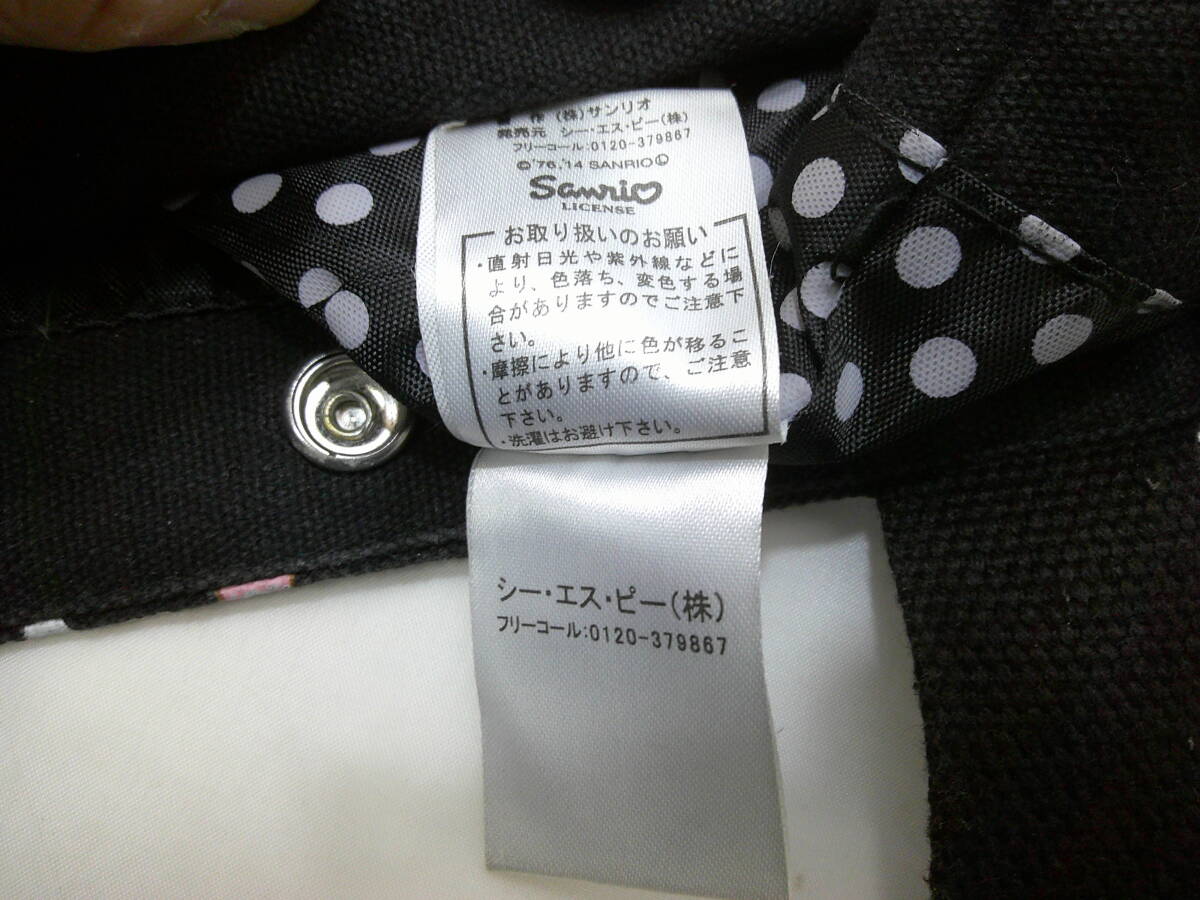 作 (株)サンリオ
発売元 シー・エス・ピー(株)
フリーコール:0120-379867
©'76,'14 SANRIO Ⓛ
Sanrio
LICENSE
お取り扱いのお願い
・直射日光や紫外線などに
より、色落ち、変色する場
合がありますのでご注意下
さい。
・摩擦により他に色が移るこ
とがありますので、ご注意
下さい。
・洗濯はお避け下さい。
シー・エス・ピー(株)
フリーコール:0120-379867